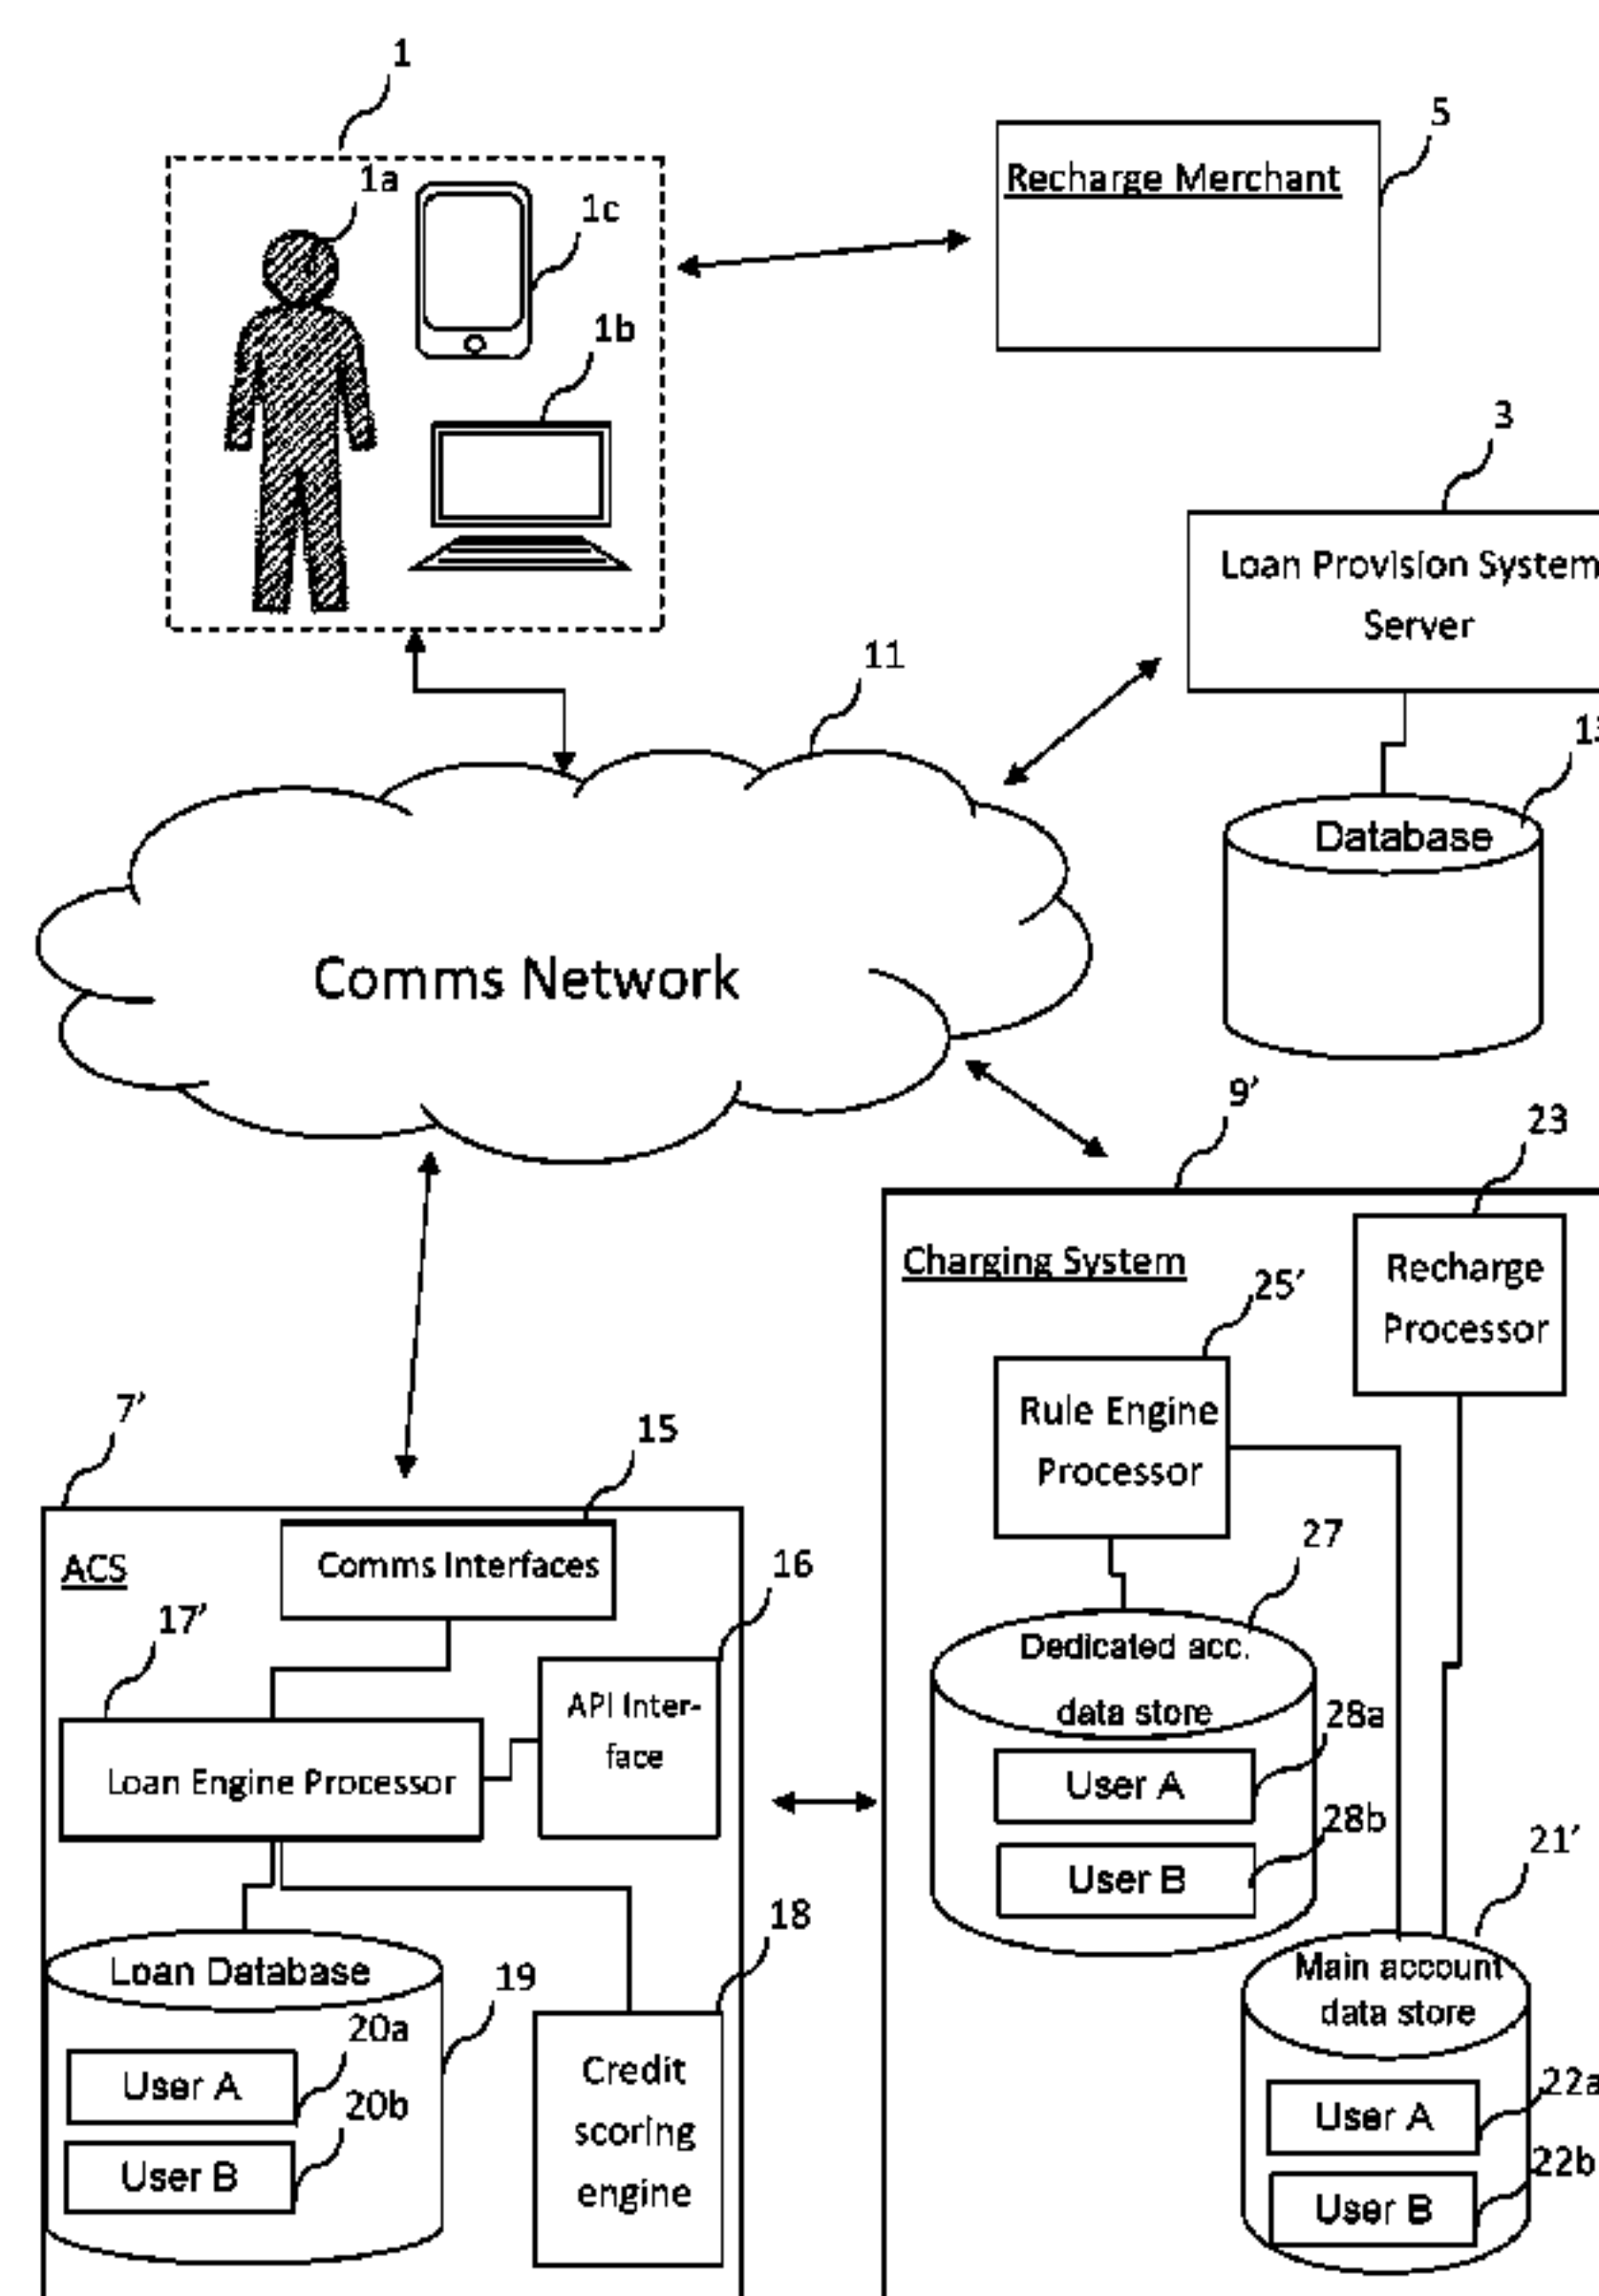 1
1a
1c
1b
5
Recharge Merchant
3
Loan Provision System
Server
11
Database
Comms Network
9'
23
Charging System
Recharge
Processor
25'
Rule Engine
Processor
7'
15
ACS
Comms Interfaces
16
17'
API Inter-
face
Loan Engine Processor
27
Dedicated acc.
data store
28a
User A
28b
User B
21'
Main account
data store
22a
User A
22b
User B
18
Credit
scoring
engine
Loan Database
19
20a
User A
20b
User B